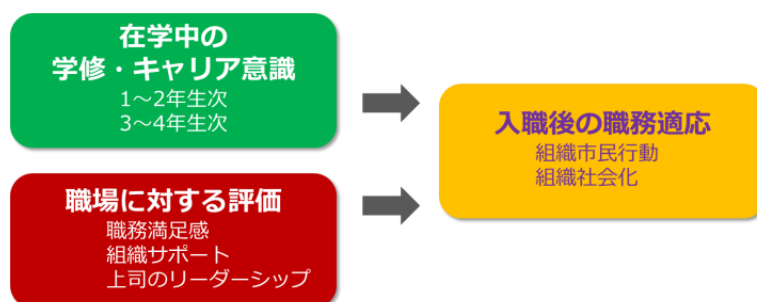 在学中の
学修・キャリア意識
1～2年生次
3～4年生次
職場に対する評価
職務満足感
組織サポート
上司のリーダーシップ
入職後の職務適応
組織市民行動
組織社会化